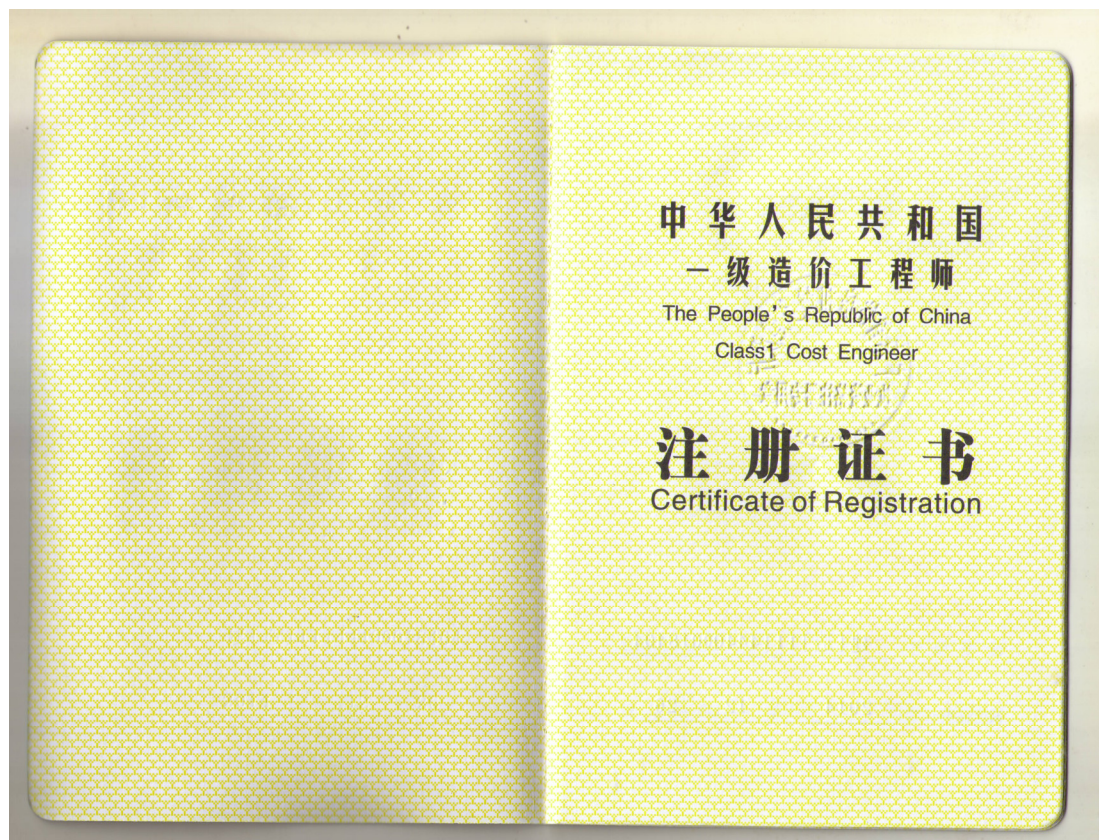 中华人民共和国
一级造价工程师
The People's Republic of China
Class1 Cost Engineer
注册证书
Certificate of Registration